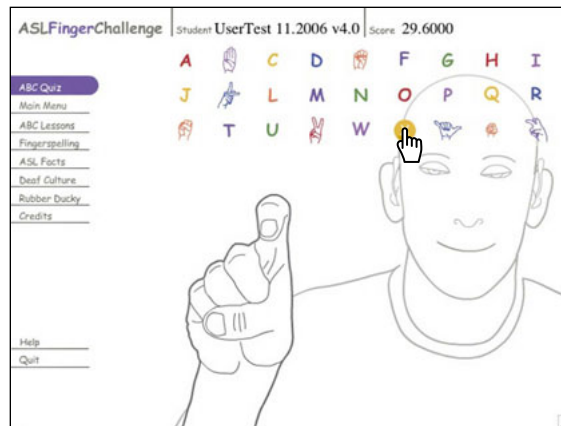 ASLFingerChallenge Student UserTest 11.2006 v4.0 Score 29.6000
A C D F G H I
J L M N O P Q R
T U W
ABC Quiz
Main Menu
ABC Lessons
Fingerspelling
ASL Facts
Deaf Culture
Rubber Ducky
Credits
Help
Quit